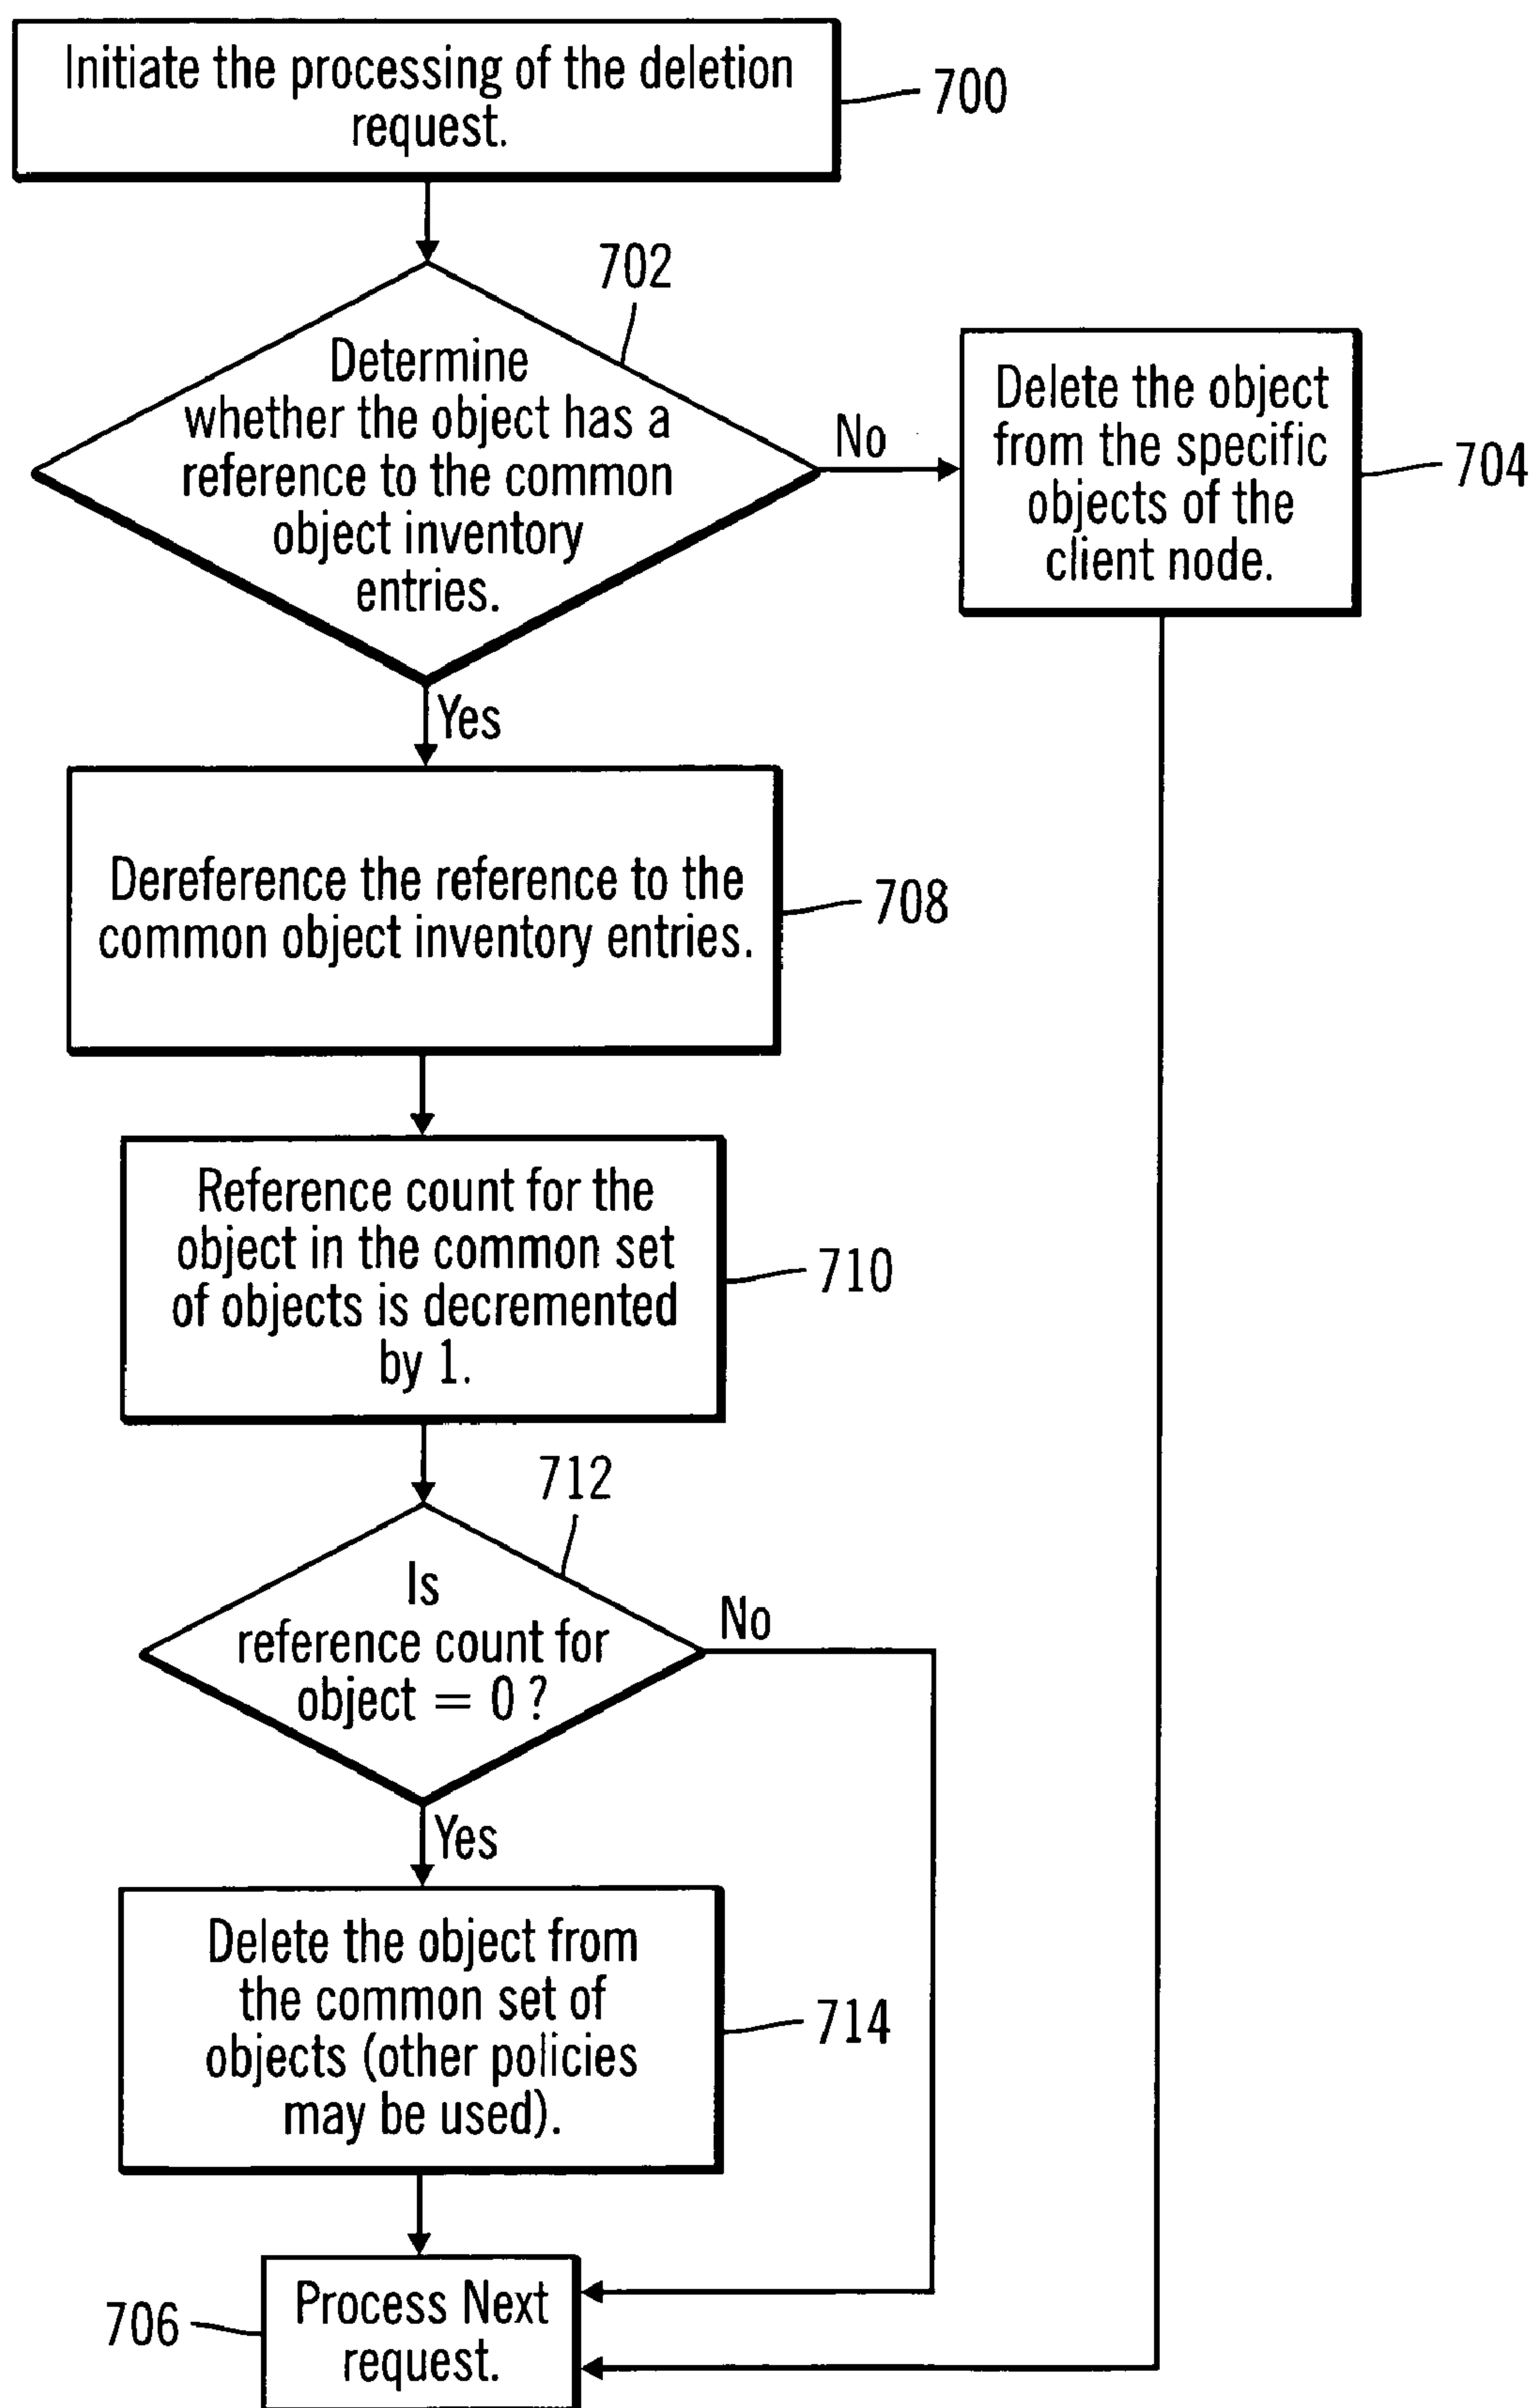 Initiate the processing of the deletion
request.
700
702
Determine
whether the object has a
reference to the common
object inventory
entries.
No
Delete the object
from the specific
objects of the
client node.
704
Yes
Dereference the reference to the
common object inventory entries.
708
Reference count for the
object in the common set
of objects is decremented
by 1.
710
712
Is
reference count for
object = 0 ?
No
Yes
Delete the object from
the common set of
objects (other policies
may be used).
714
Process Next
request.
706